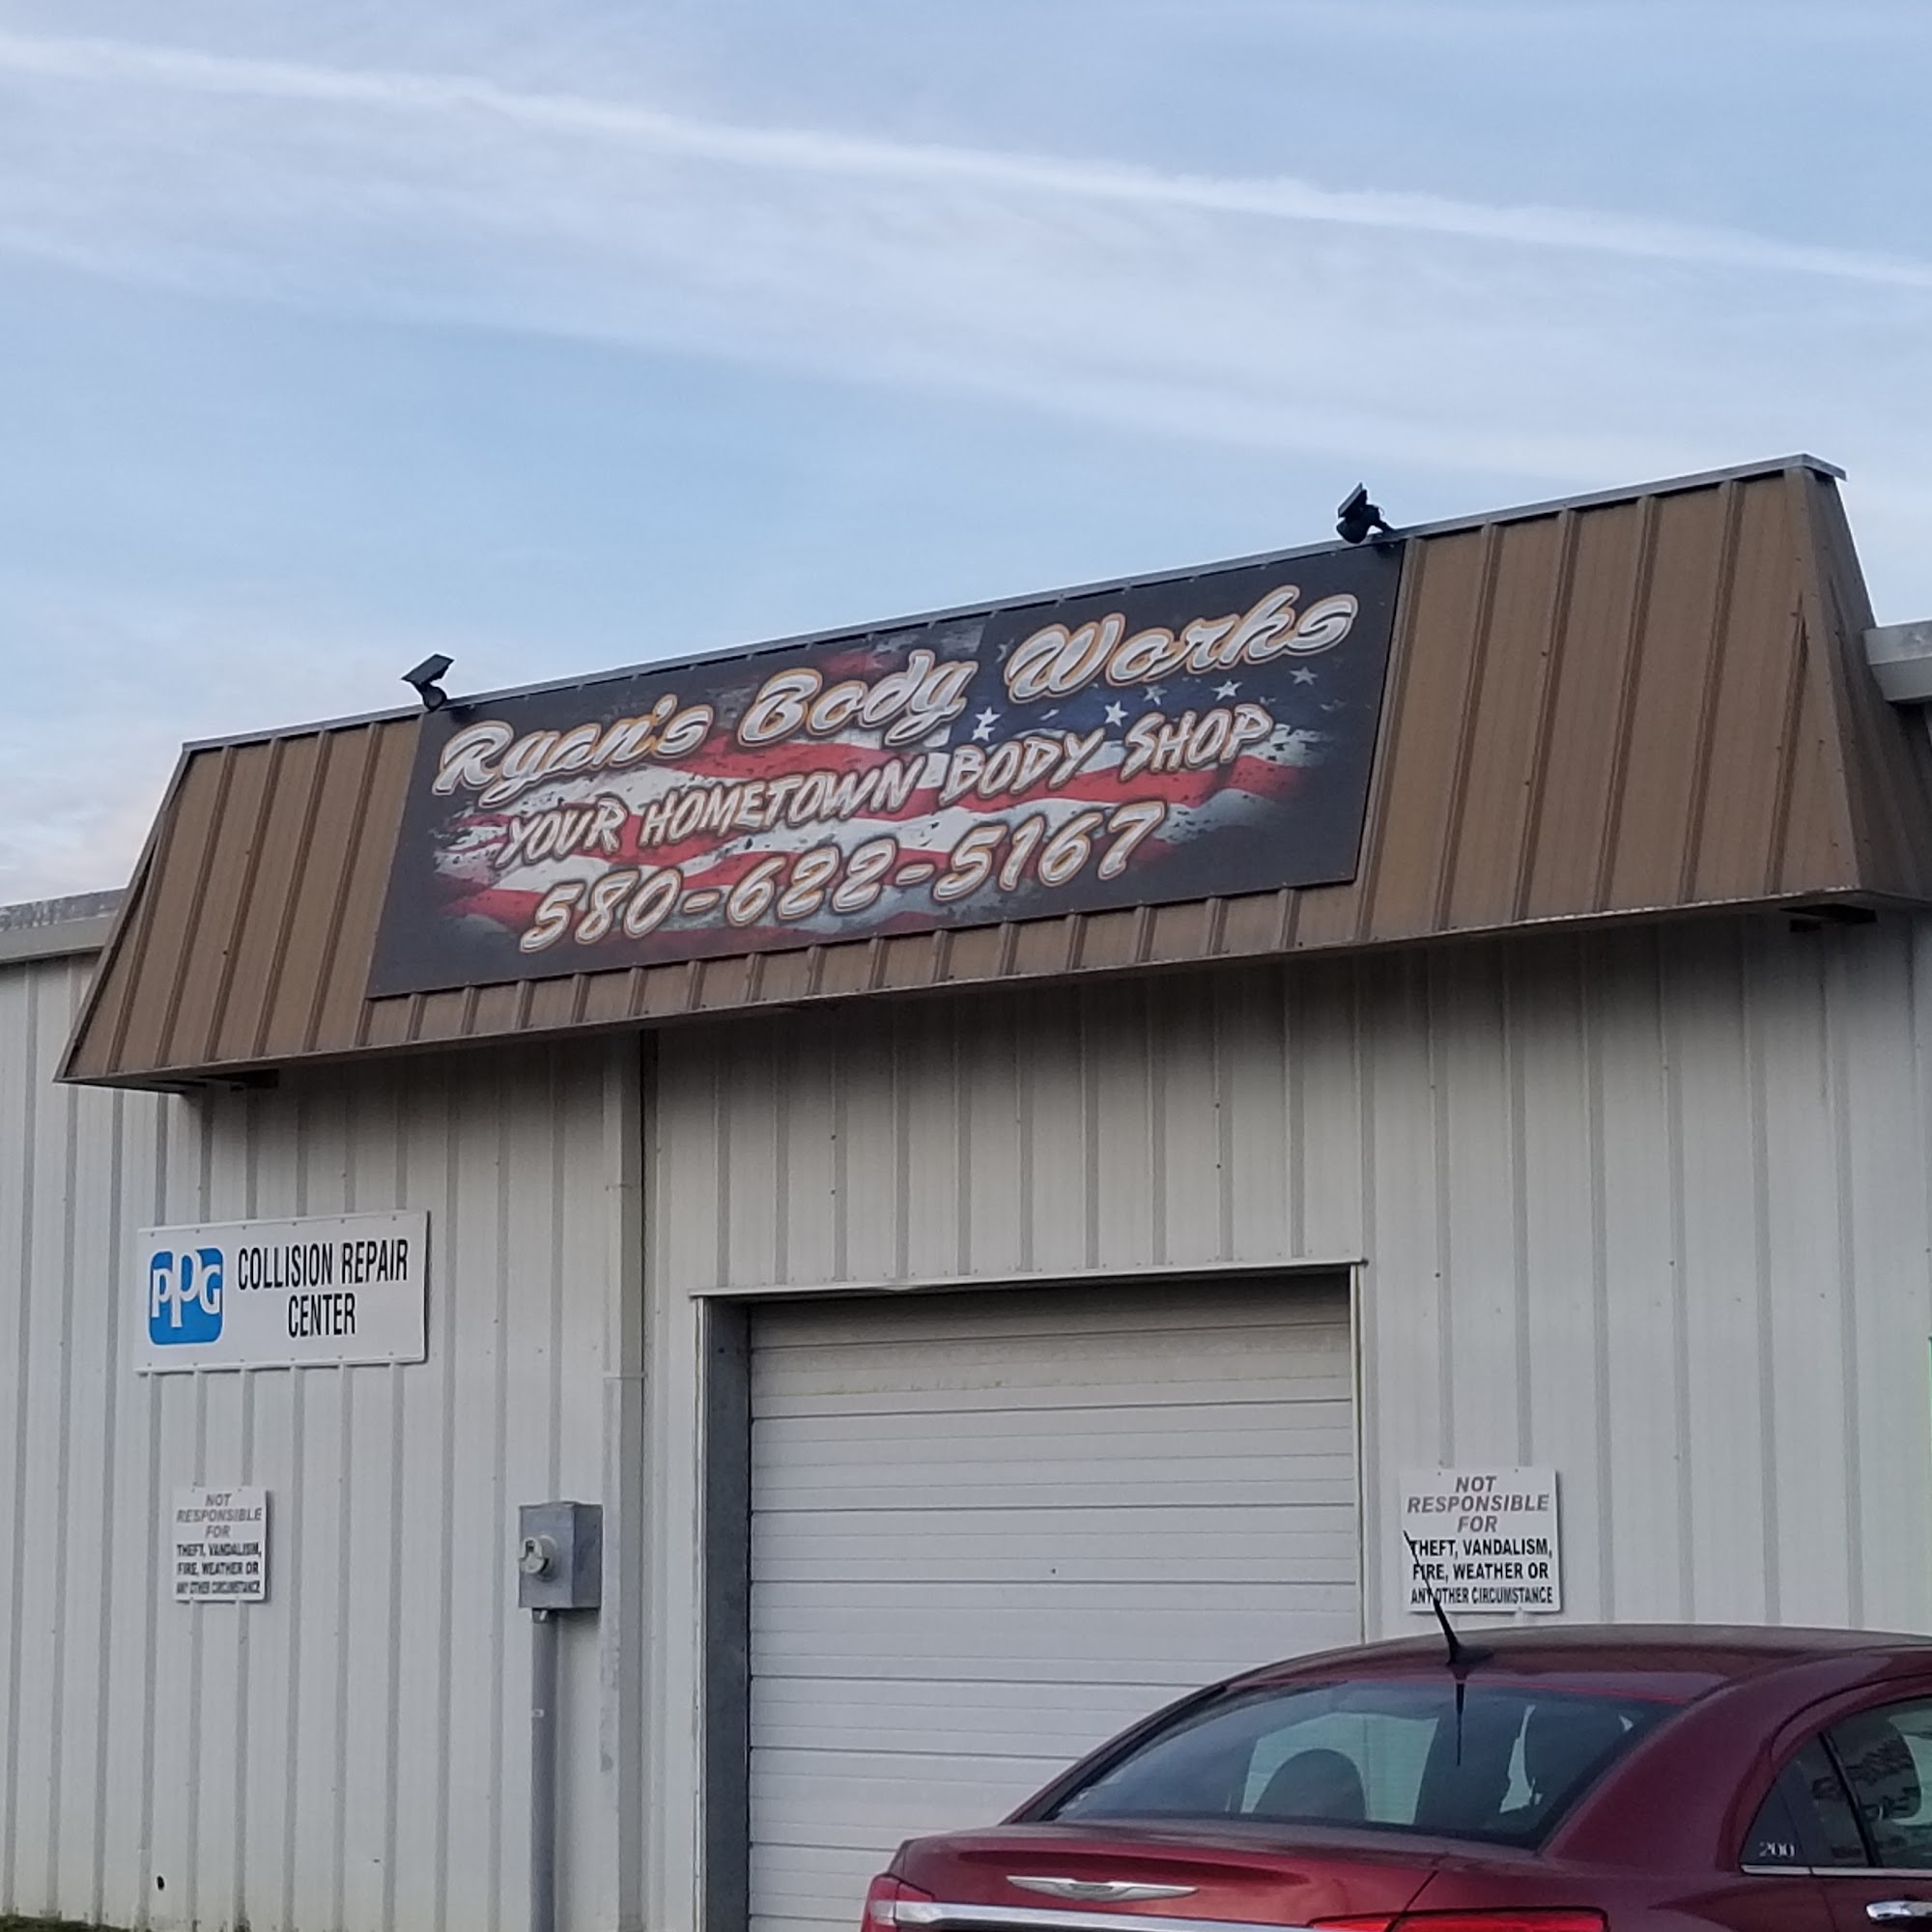 Ryan's Body Works
YOUR HOMETOWN BODY SHOP
580-622-5167
PPG
COLLISION REPAIR
CENTER
NOT
RESPONSIBLE
FOR
THEFT, VANDALISM,
FIRE, WEATHER OR
ANY OTHER CIRCUMSTANCE
NOT
RESPONSIBLE
FOR
THEFT, VANDALISM,
FIRE, WEATHER OR
ANY OTHER CIRCUMSTANCE
200